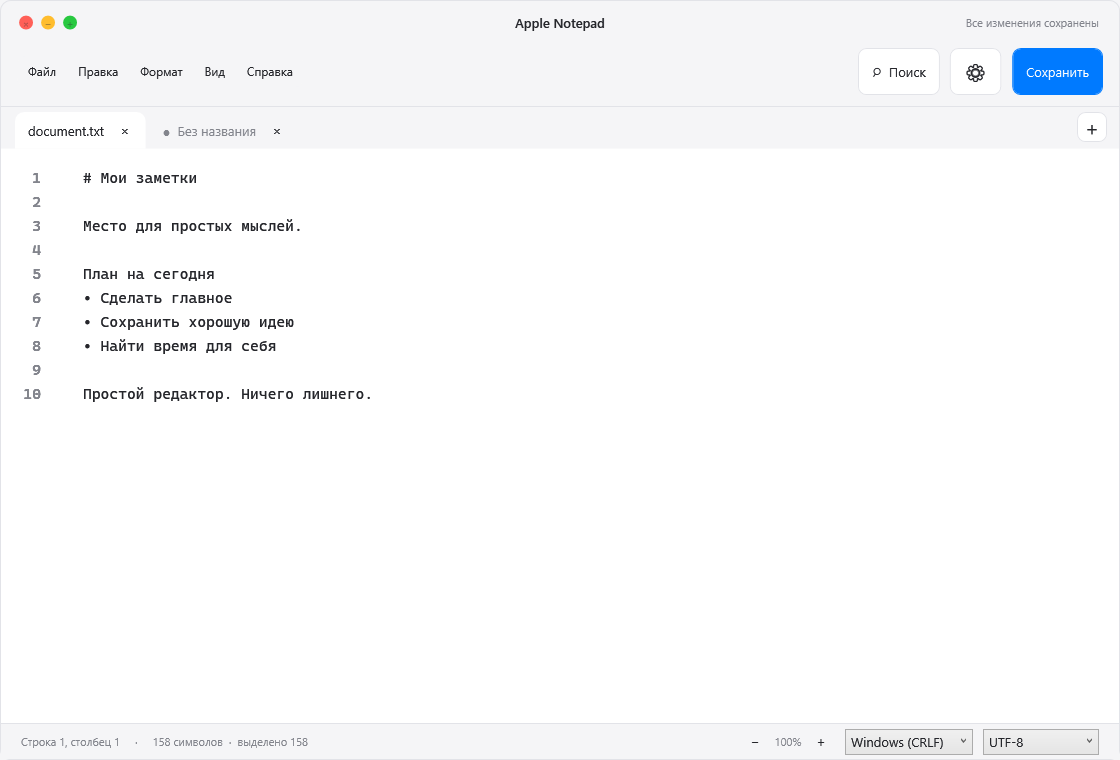 Apple Notepad
Все изменения сохранены
Файл Правка Формат Вид Справка
Поиск
Сохранить
document.txt × ● Без названия × +
1 # Мои заметки
2
3 Место для простых мыслей.
4
5 План на сегодня
6 • Сделать главное
7 • Сохранить хорошую идею
8 • Найти время для себя
9
10 Простой редактор. Ничего лишнего.
Строка 1, столбец 1 · 158 символов · выделено 158
− 100% + Windows (CRLF) UTF-8